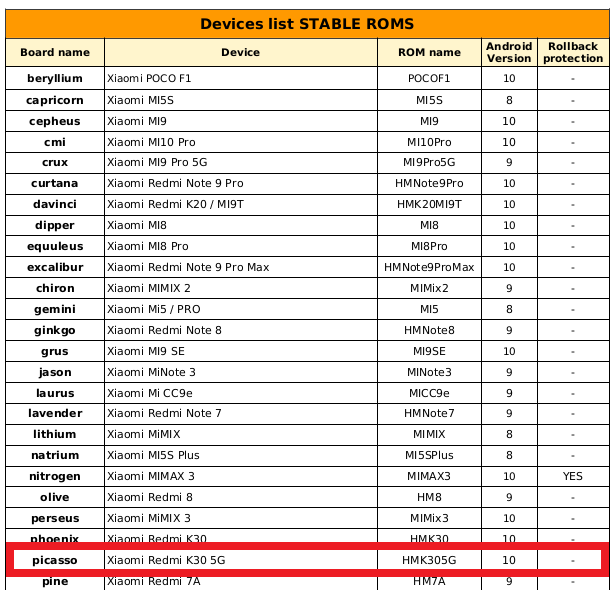 Devices list STABLE ROMS
Board name Device ROM name Android Version Rollback protection
beryllium Xiaomi POCO F1 POCOF1 10 -
capricorn Xiaomi MI5S MI5S 8 -
cepheus Xiaomi MI9 MI9 10 -
cmi Xiaomi MI10 Pro MI10Pro 10 -
crux Xiaomi MI9 Pro 5G MI9Pro5G 9 -
curtana Xiaomi Redmi Note 9 Pro HMNote9Pro 10 -
davinci Xiaomi Redmi K20 / MI9T HMK20MI9T 10 -
dipper Xiaomi MI8 MI8 10 -
equuleus Xiaomi MI8 Pro MI8Pro 10 -
excalibur Xiaomi Redmi Note 9 Pro Max HMNote9ProMax 10 -
chiron Xiaomi MIMIX 2 MIMix2 9 -
gemini Xiaomi Mi5 / PRO MI5 8 -
ginkgo Xiaomi Redmi Note 8 HMNote8 9 -
grus Xiaomi MI9 SE MI9SE 10 -
jason Xiaomi MiNote 3 MINote3 9 -
laurus Xiaomi Mi CC9e MICC9e 9 -
lavender Xiaomi Redmi Note 7 HMNote7 9 -
lithium Xiaomi MiMIX MIMIX 8 -
natrium Xiaomi MI5S Plus MI5SPlus 8 -
nitrogen Xiaomi MIMAX 3 MIMAX3 10 YES
olive Xiaomi Redmi 8 HM8 9 -
perseus Xiaomi MiMIX 3 MIMix3 10 -
phoenix Xiaomi Redmi K30 HMK30 10 -
picasso Xiaomi Redmi K30 5G HMK305G 10 -
pine Xiaomi Redmi 7A HM7A 9 -